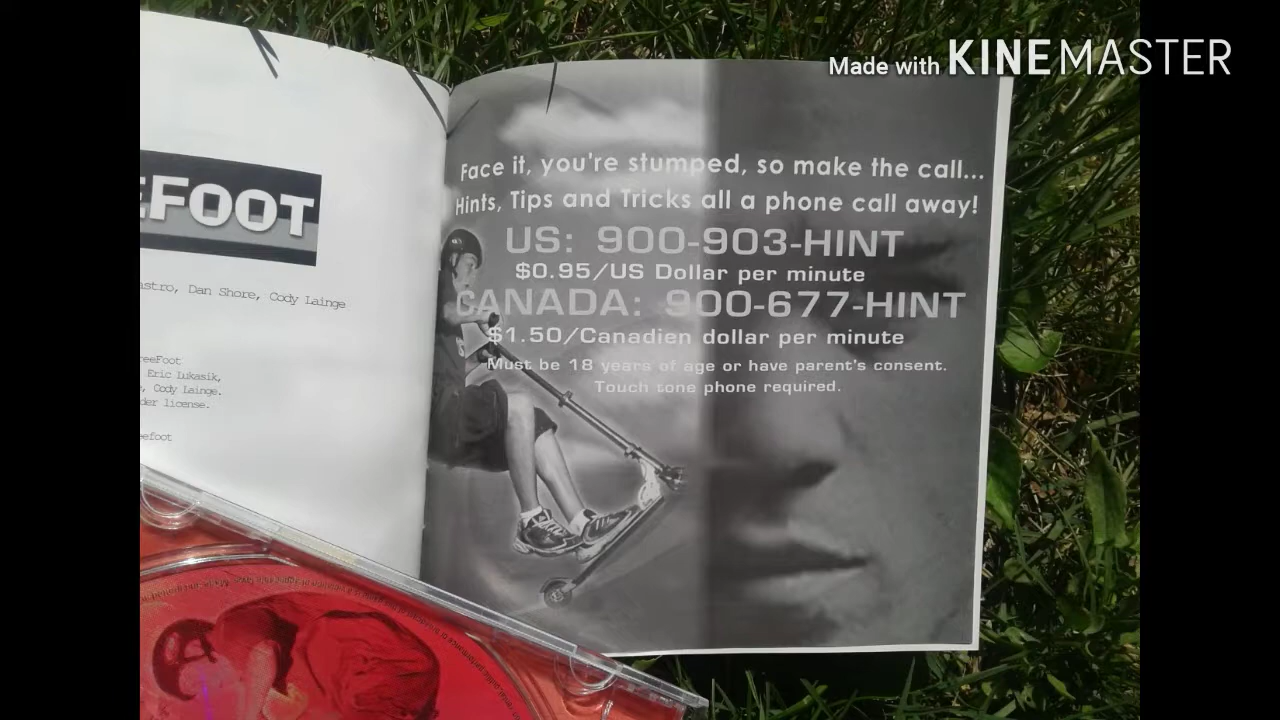 Made with KINEMASTER
EFOOT
astro, Dan Shore, Cody Lainge
reeFoot
Eric Lukasik,
, Cody Lainge.
der license.
eefoot
Face it, you're stumped, so make the call...
Hints, Tips and Tricks all a phone call away!
US: 900-903-HINT
$0.95/US Dollar per minute
CANADA: 900-677-HINT
$1.50/Canadien dollar per minute
Must be 18 years of age or have parent's consent.
Touch tone phone required.